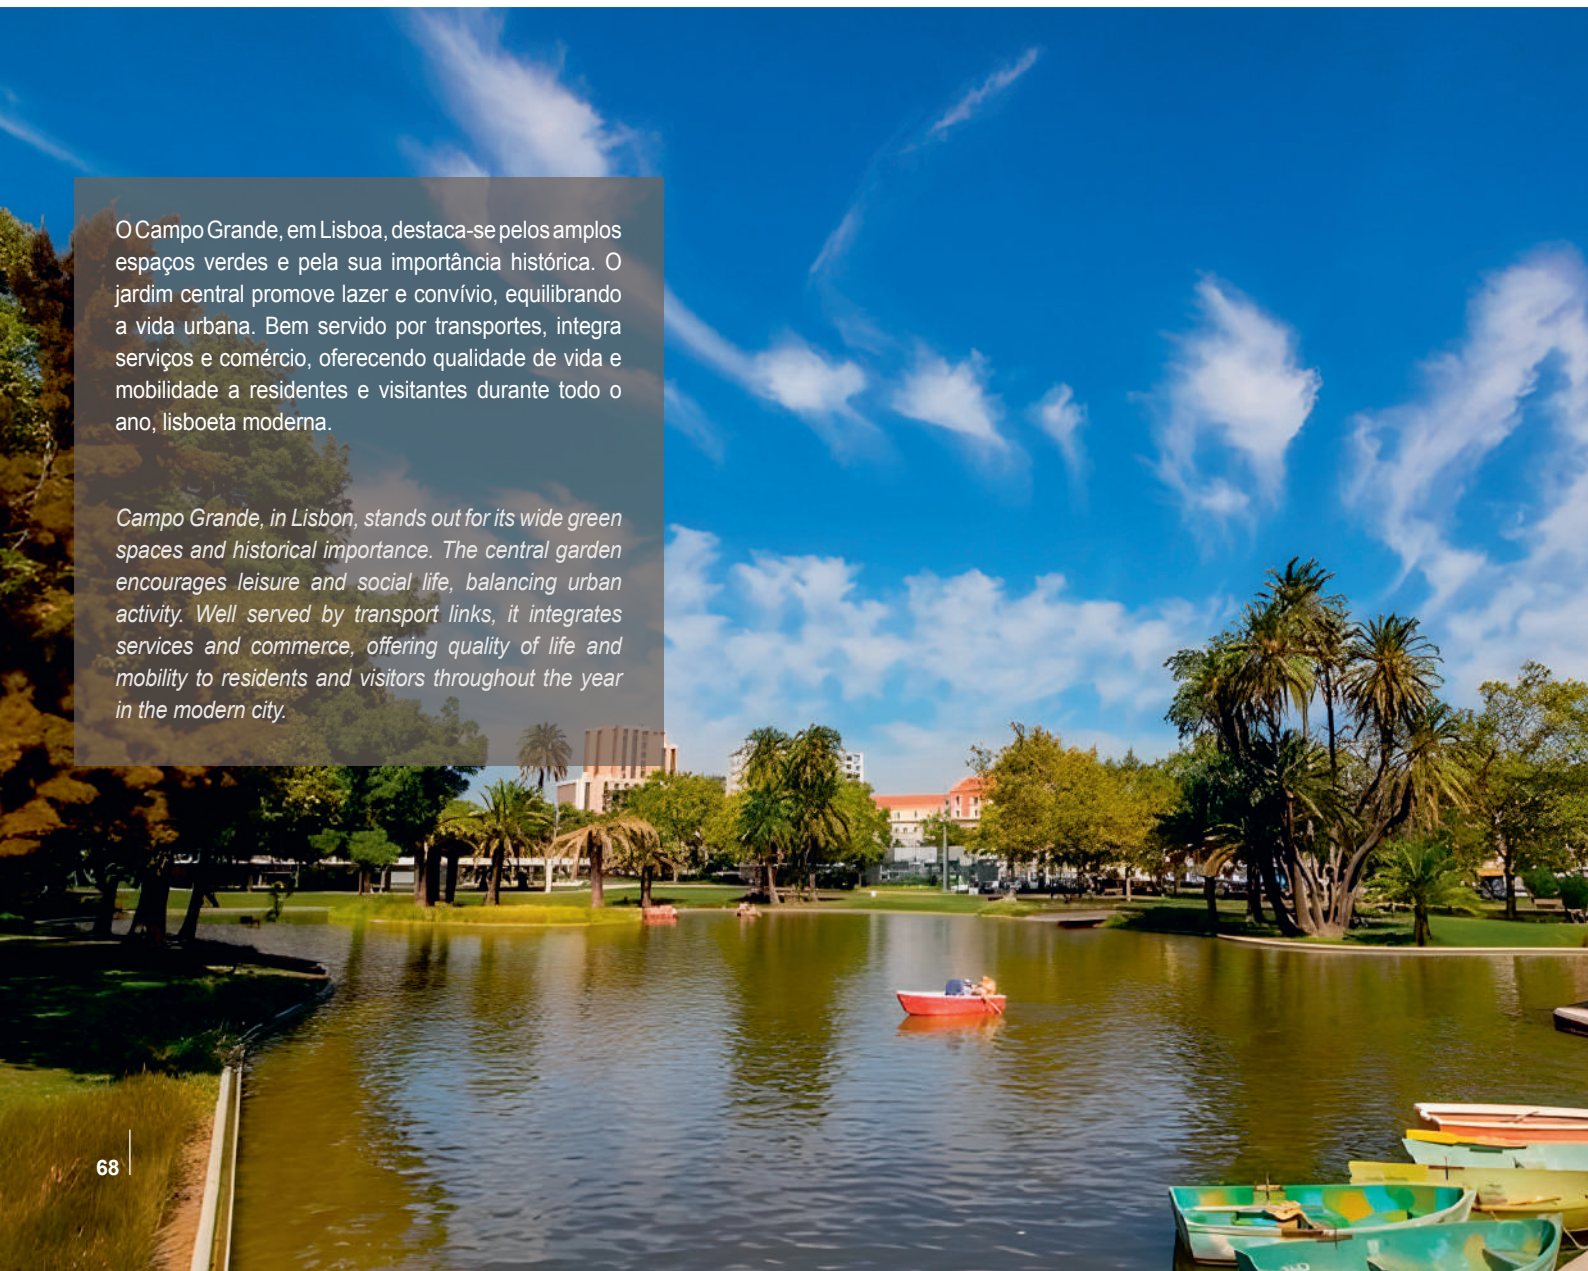 O Campo Grande, em Lisboa, destaca-se pelos amplos
espaços verdes e pela sua importância histórica. O
jardim central promove lazer e convívio, equilibrando
a vida urbana. Bem servido por transportes, integra
serviços e comércio, oferecendo qualidade de vida e
mobilidade a residentes e visitantes durante todo o
ano, lisboeta moderna.
Campo Grande, in Lisbon, stands out for its wide green
spaces and historical importance. The central garden
encourages leisure and social life, balancing urban
activity. Well served by transport links, it integrates
services and commerce, offering quality of life and
mobility to residents and visitors throughout the year
in the modern city.
68